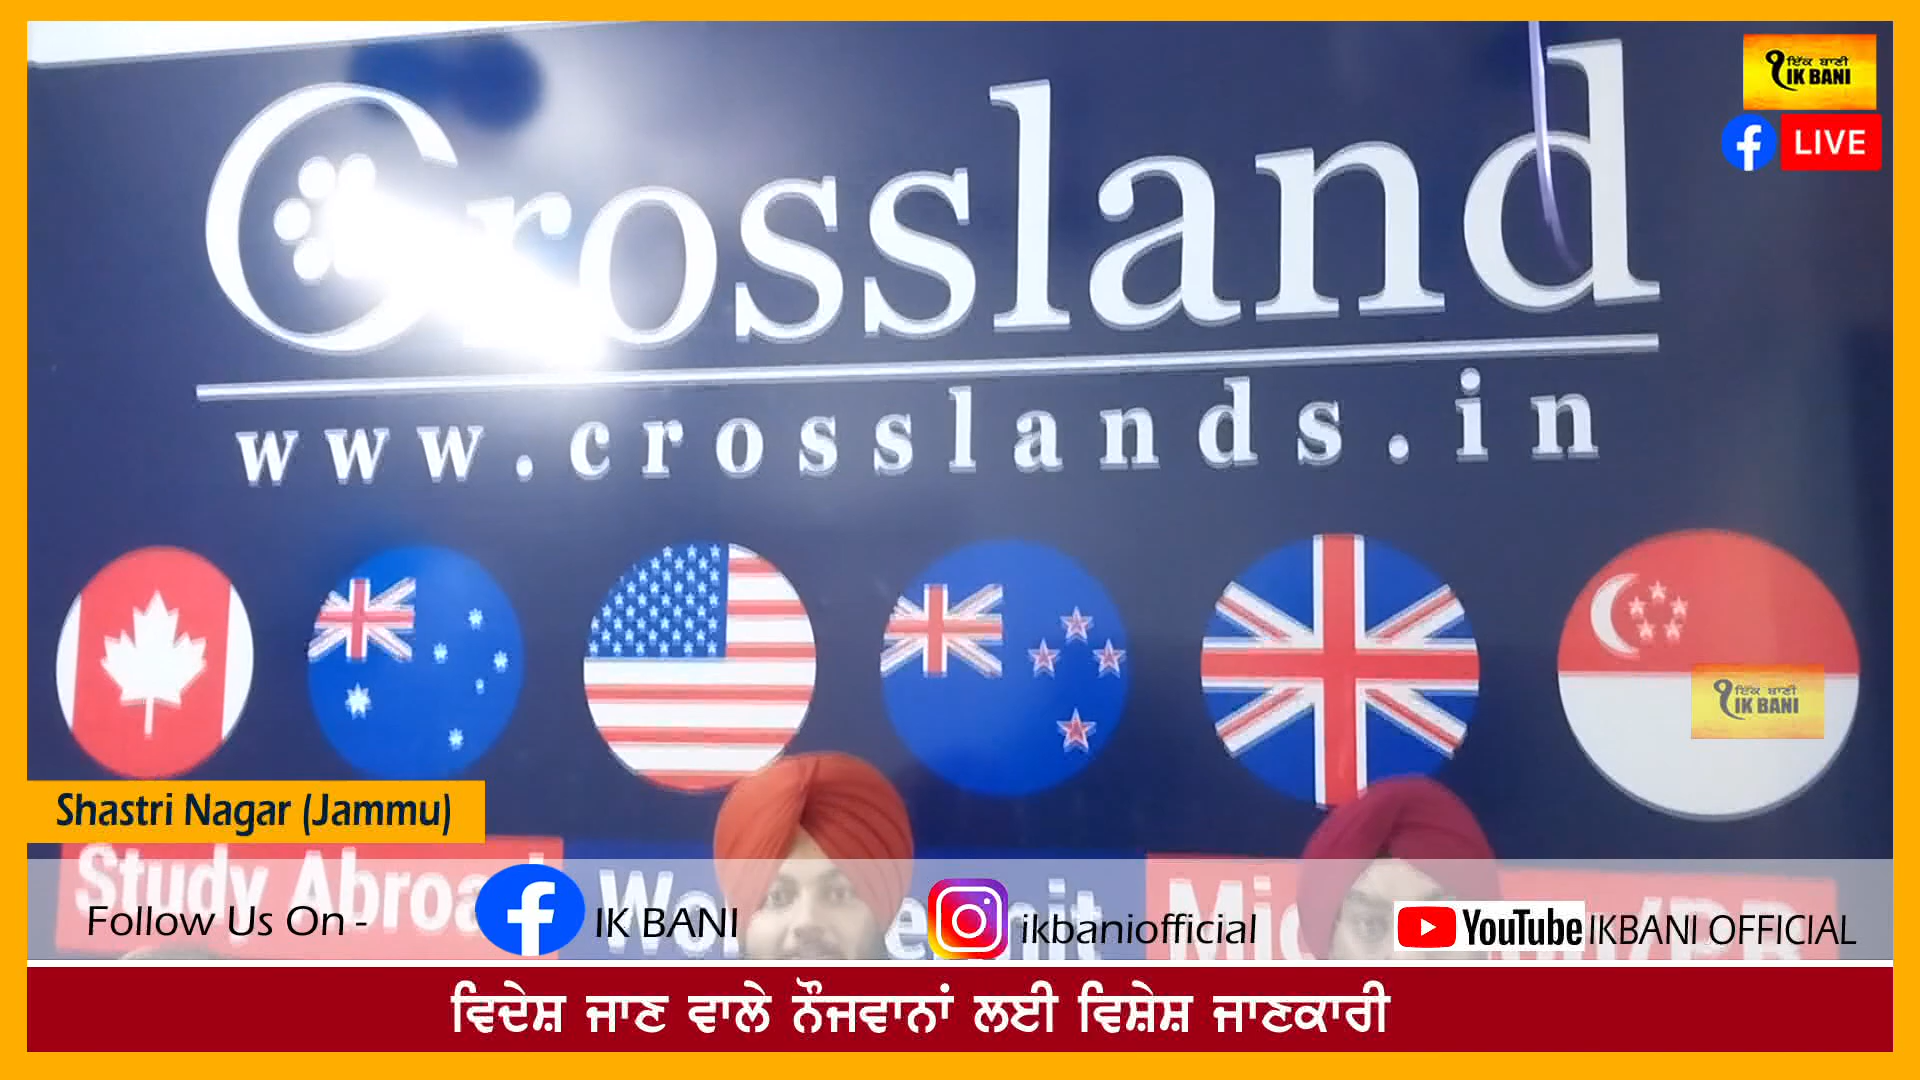 ਇੱਕ ਬਾਣੀ
IK BANI
LIVE
Crossland
www.crosslands.in
ਇੱਕ ਬਾਣੀ
IK BANI
Shastri Nagar (Jammu)
Study
Follow Us On - IK BANI ikbaniofficial YouTube IKBANI OFFICIAL
ਵਿਦੇਸ਼ ਜਾਣ ਵਾਲੇ ਨੌਜਵਾਨਾਂ ਲਈ ਵਿਸ਼ੇਸ਼ ਜਾਣਕਾਰੀ